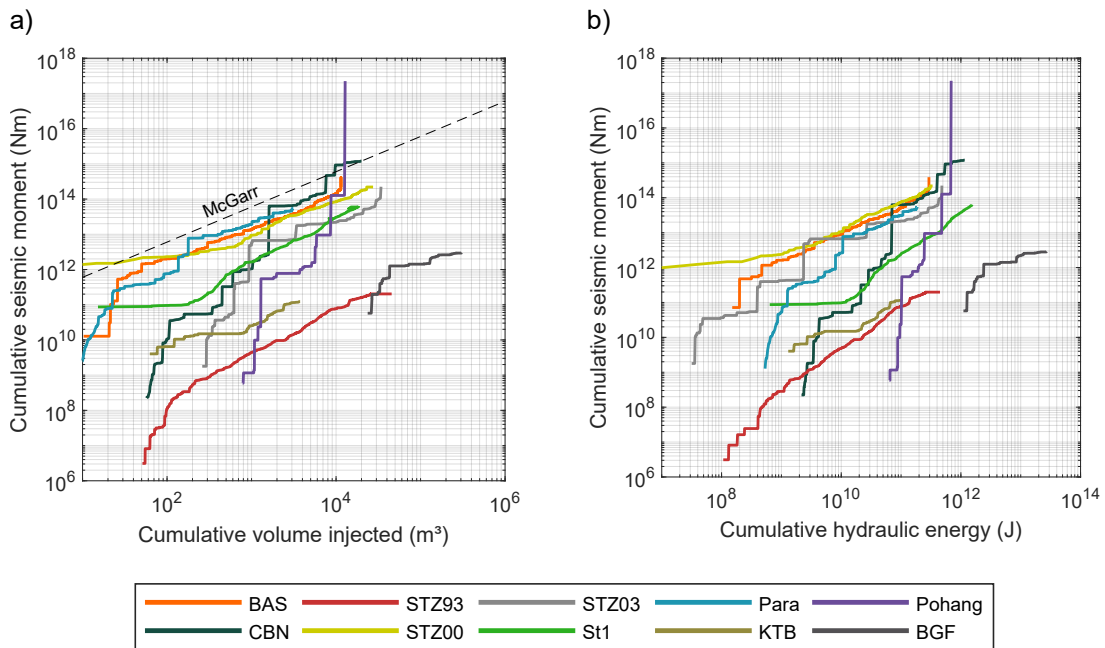 a)
b)
10^18
10^16
10^14
10^12
10^10
10^8
10^6
Cumulative seismic moment (Nm)
McGarr
10^2
10^4
10^6
Cumulative volume injected (m³)
10^18
10^16
10^14
10^12
10^10
10^8
10^6
Cumulative seismic moment (Nm)
10^8
10^10
10^12
10^14
Cumulative hydraulic energy (J)
BAS STZ93 STZ03 Para Pohang
CBN STZ00 St1 KTB BGF